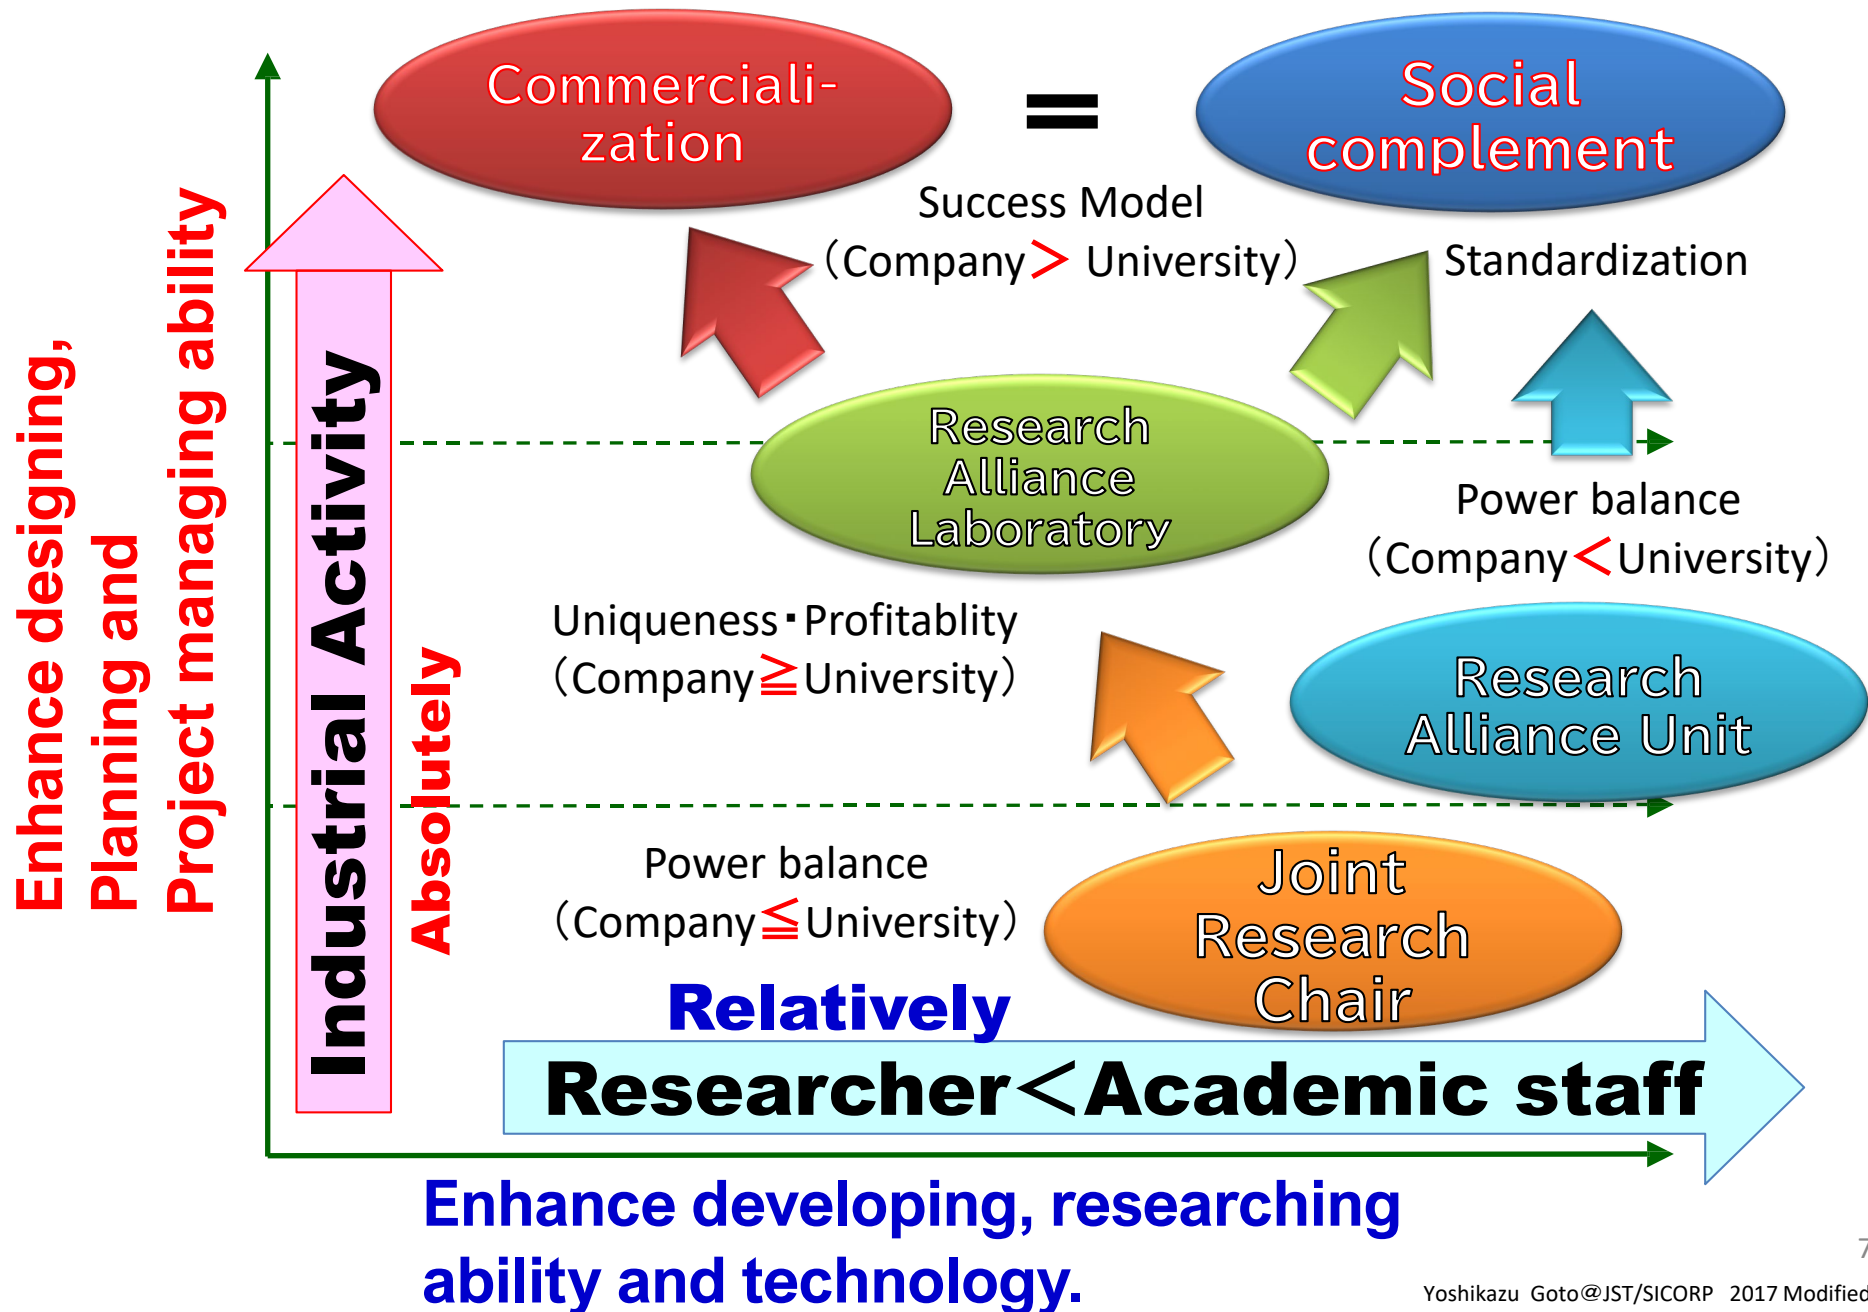 Commerciali-
zation
=
Social
complement
Success Model
（Company＞ University）
Standardization
Enhance designing,
Planning and
Project managing ability
Industrial Activity
Absolutely
Research
Alliance
Laboratory
Power balance
（Company＜University）
Uniqueness・Profitablity
（Company≧University）
Research
Alliance Unit
Power balance
（Company≦University）
Joint
Research
Chair
Relatively
Researcher＜Academic staff
Enhance developing, researching
ability and technology.
7
Yoshikazu Goto＠JST/SICORP 2017 Modified